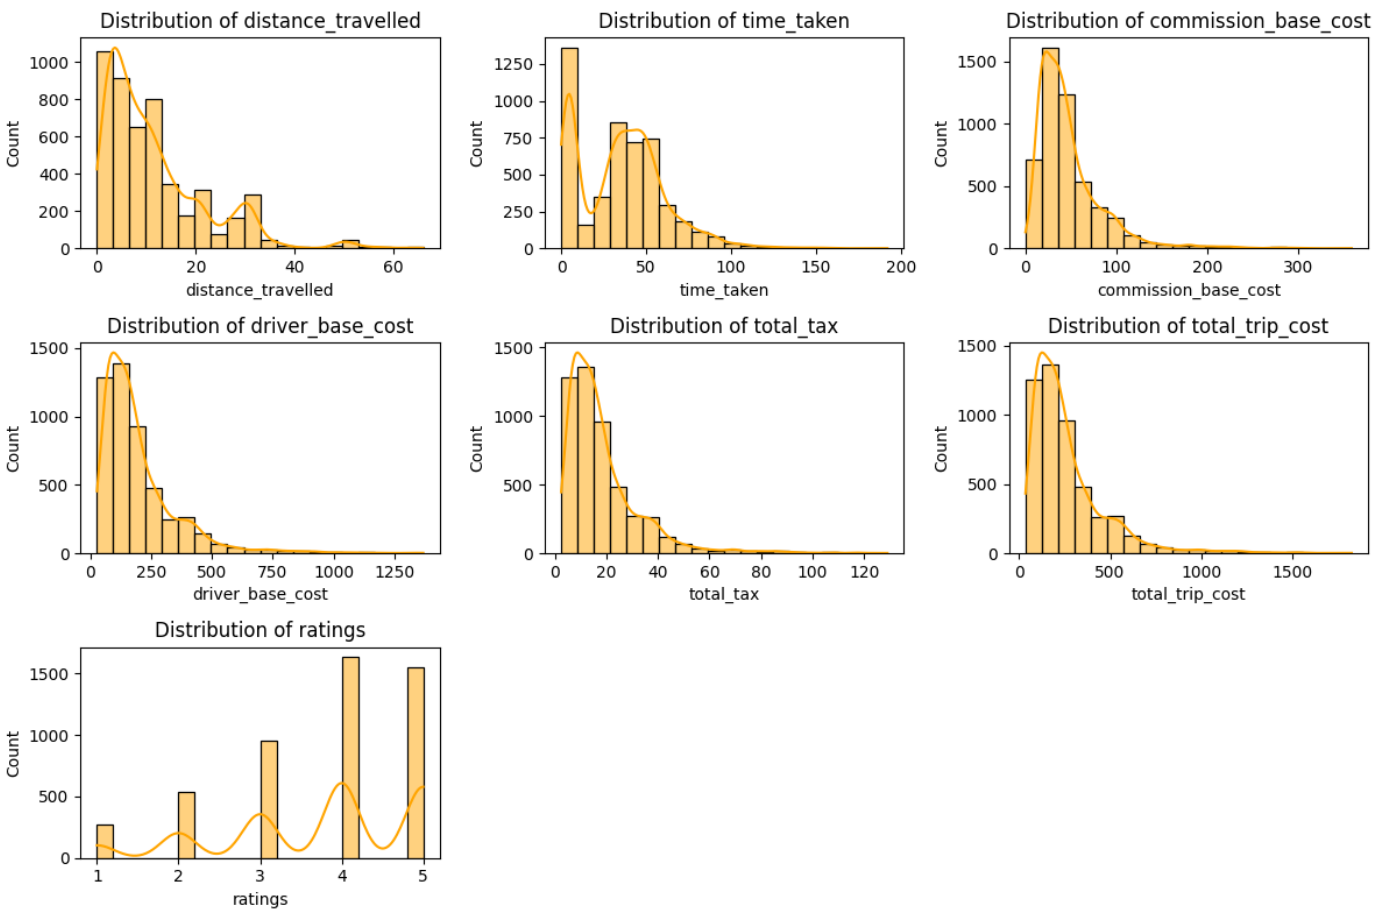 Distribution of distance_travelled
Count
1000
800
600
400
200
0
0 20 40 60
distance_travelled
Distribution of time_taken
Count
1250
1000
750
500
250
0
0 50 100 150 200
time_taken
Distribution of commission_base_cost
Count
1500
1000
500
0
0 100 200 300
commission_base_cost
Distribution of driver_base_cost
Count
1500
1000
500
0
0 250 500 750 1000 1250
driver_base_cost
Distribution of total_tax
Count
1500
1000
500
0
0 20 40 60 80 100 120
total_tax
Distribution of total_trip_cost
Count
1500
1000
500
0
0 500 1000 1500
total_trip_cost
Distribution of ratings
Count
1500
1000
500
0
1 2 3 4 5
ratings